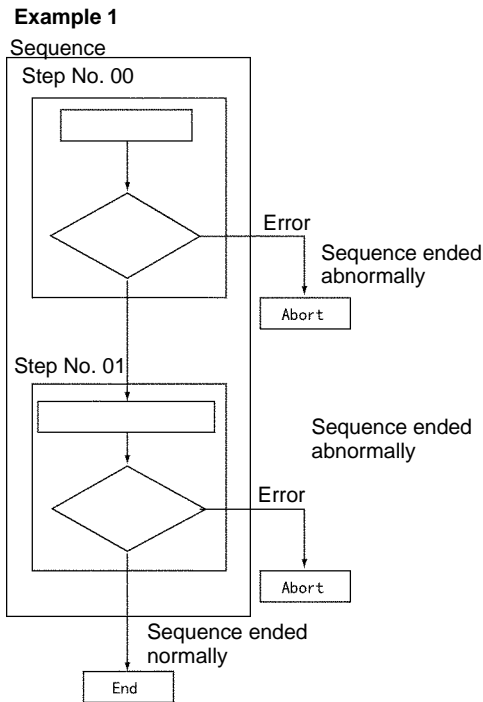 Example 1
Sequence
Step No. 00
Error
Sequence ended
abnormally
Abort
Step No. 01
Sequence ended
abnormally
Error
Abort
Sequence ended
normally
End